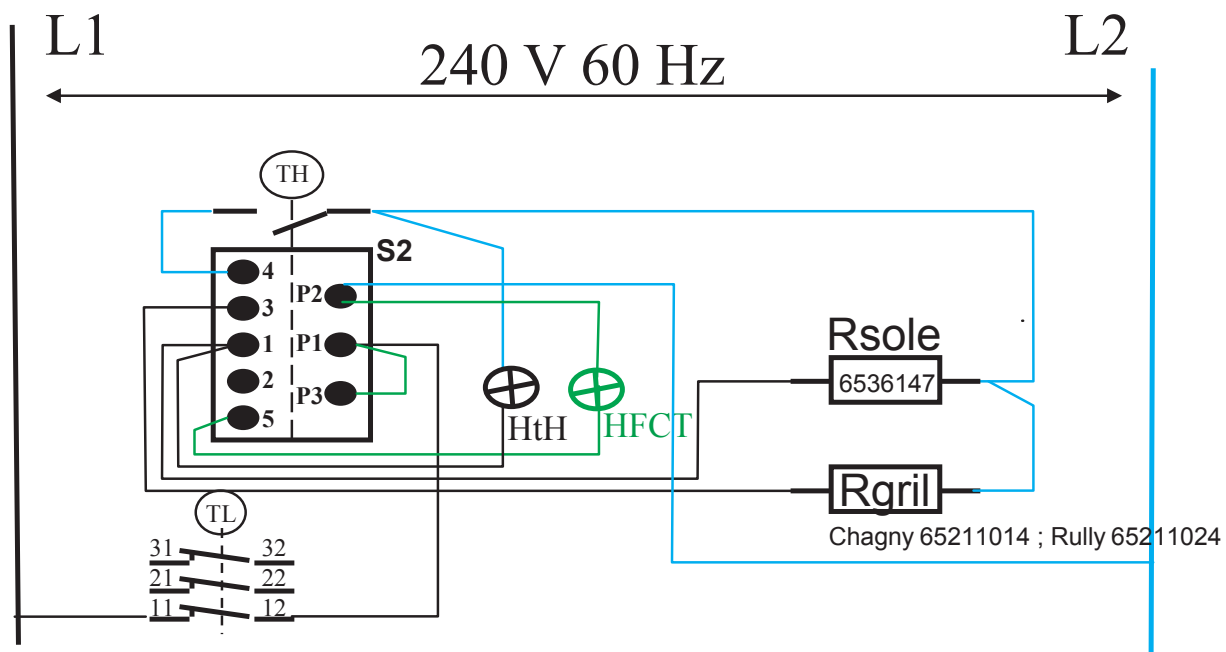 L1
L2
240 V 60 Hz
TH
S2
4
P2
3
1
P1
2
P3
5
HtH
HFCT
Rsole
6536147
Rgril
Chagny 65211014 ; Rully 65211024
TL
31 32
21 22
11 12